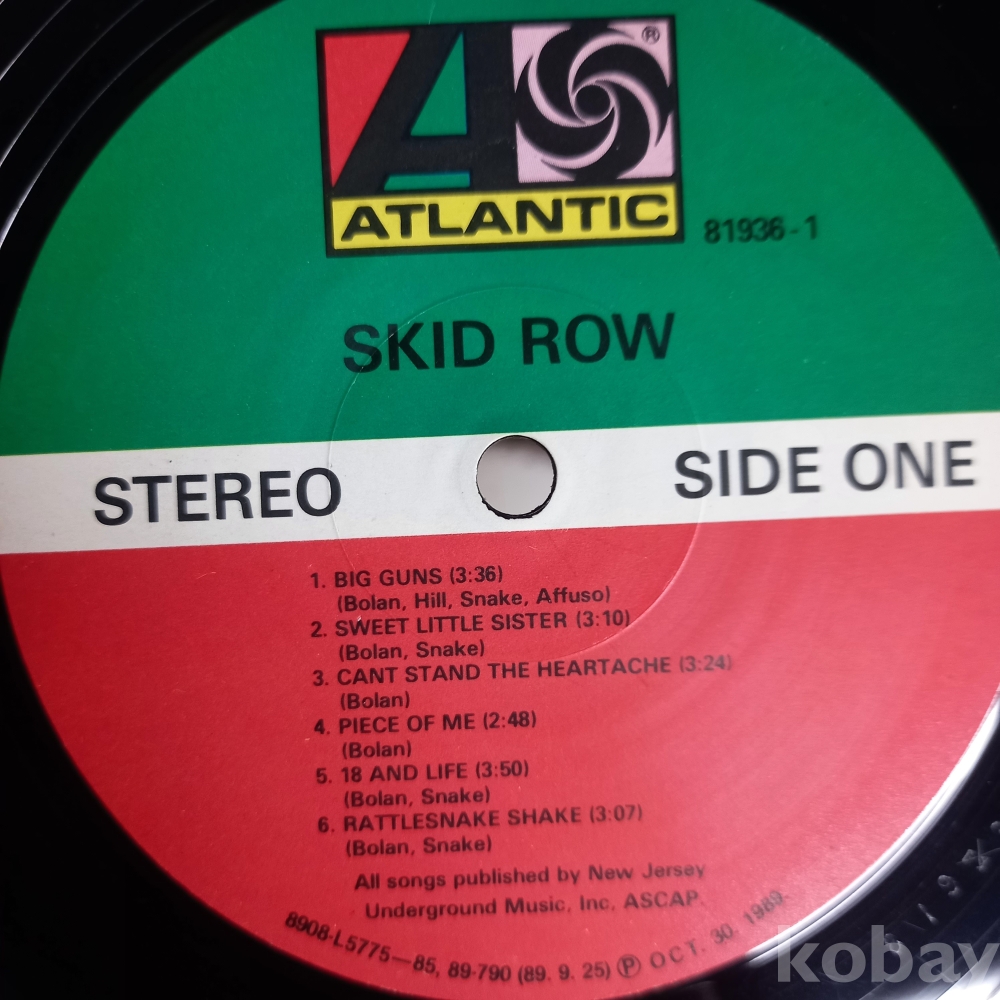 ®
ATLANTIC
81936-1
SKID ROW
STEREO
SIDE ONE
1. BIG GUNS (3:36)
(Bolan, Hill, Snake, Affuso)
2. SWEET LITTLE SISTER (3:10)
(Bolan, Snake)
3. CANT STAND THE HEARTACHE (3:24)
(Bolan)
4. PIECE OF ME (2:48)
(Bolan)
5. 18 AND LIFE (3:50)
(Bolan, Snake)
6. RATTLESNAKE SHAKE (3:07)
(Bolan, Snake)
All songs published by New Jersey
Underground Music, Inc. ASCAP.
8908-L5775—85, 89-790 (89. 9. 25) ℗ OCT. 30. 1989.
kobay